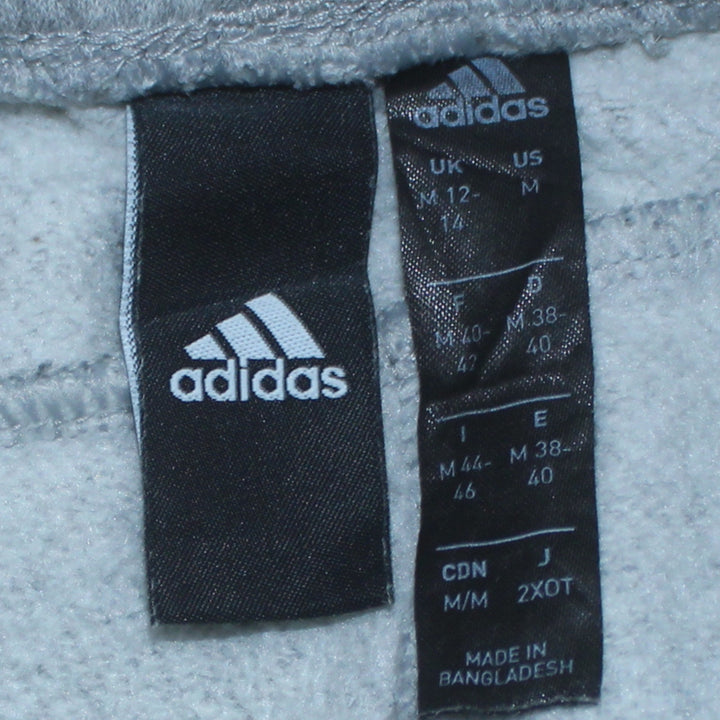 adidas
adidas
UK US
M 12-14 M
F D
M 40-42 M 38-40
I E
M 44-46 M 38-40
CDN J
M/M 2XOT
MADE IN
BANGLADESH